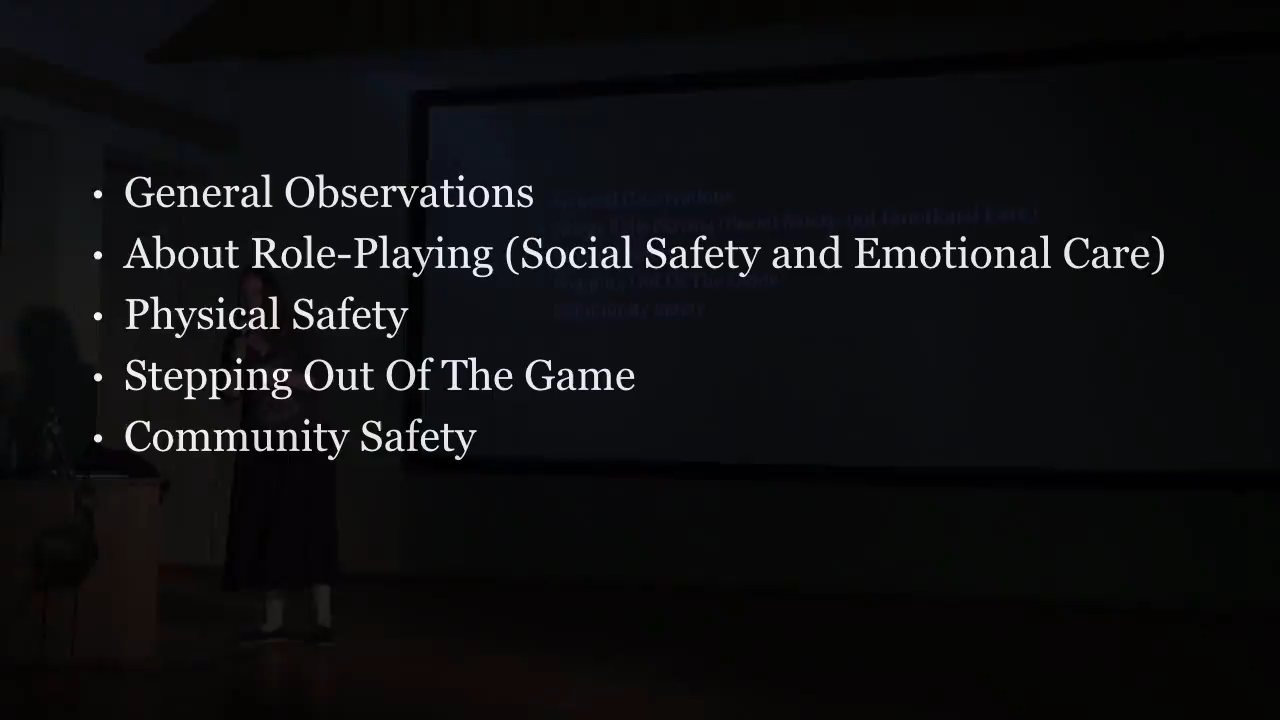 • General Observations
• About Role-Playing (Social Safety and Emotional Care)
• Physical Safety
• Stepping Out Of The Game
• Community Safety